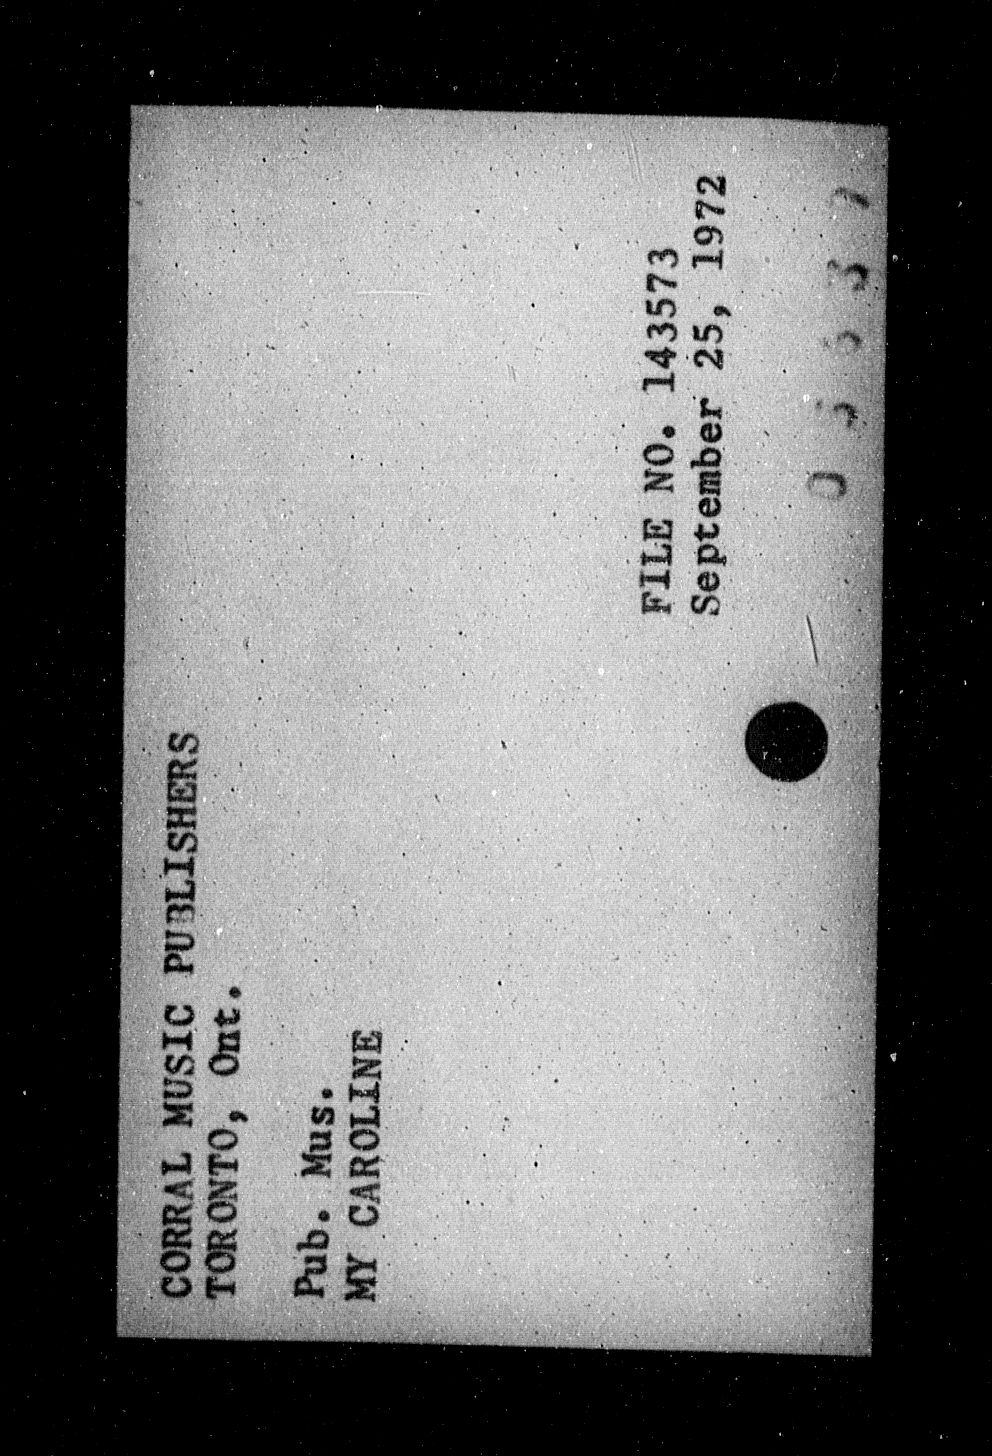 CORRAL MUSIC PUBLISHERS
TORONTO, Ont.
Pub. Mus.
MY CAROLINE
FILE NO. 143573
September 25, 1972